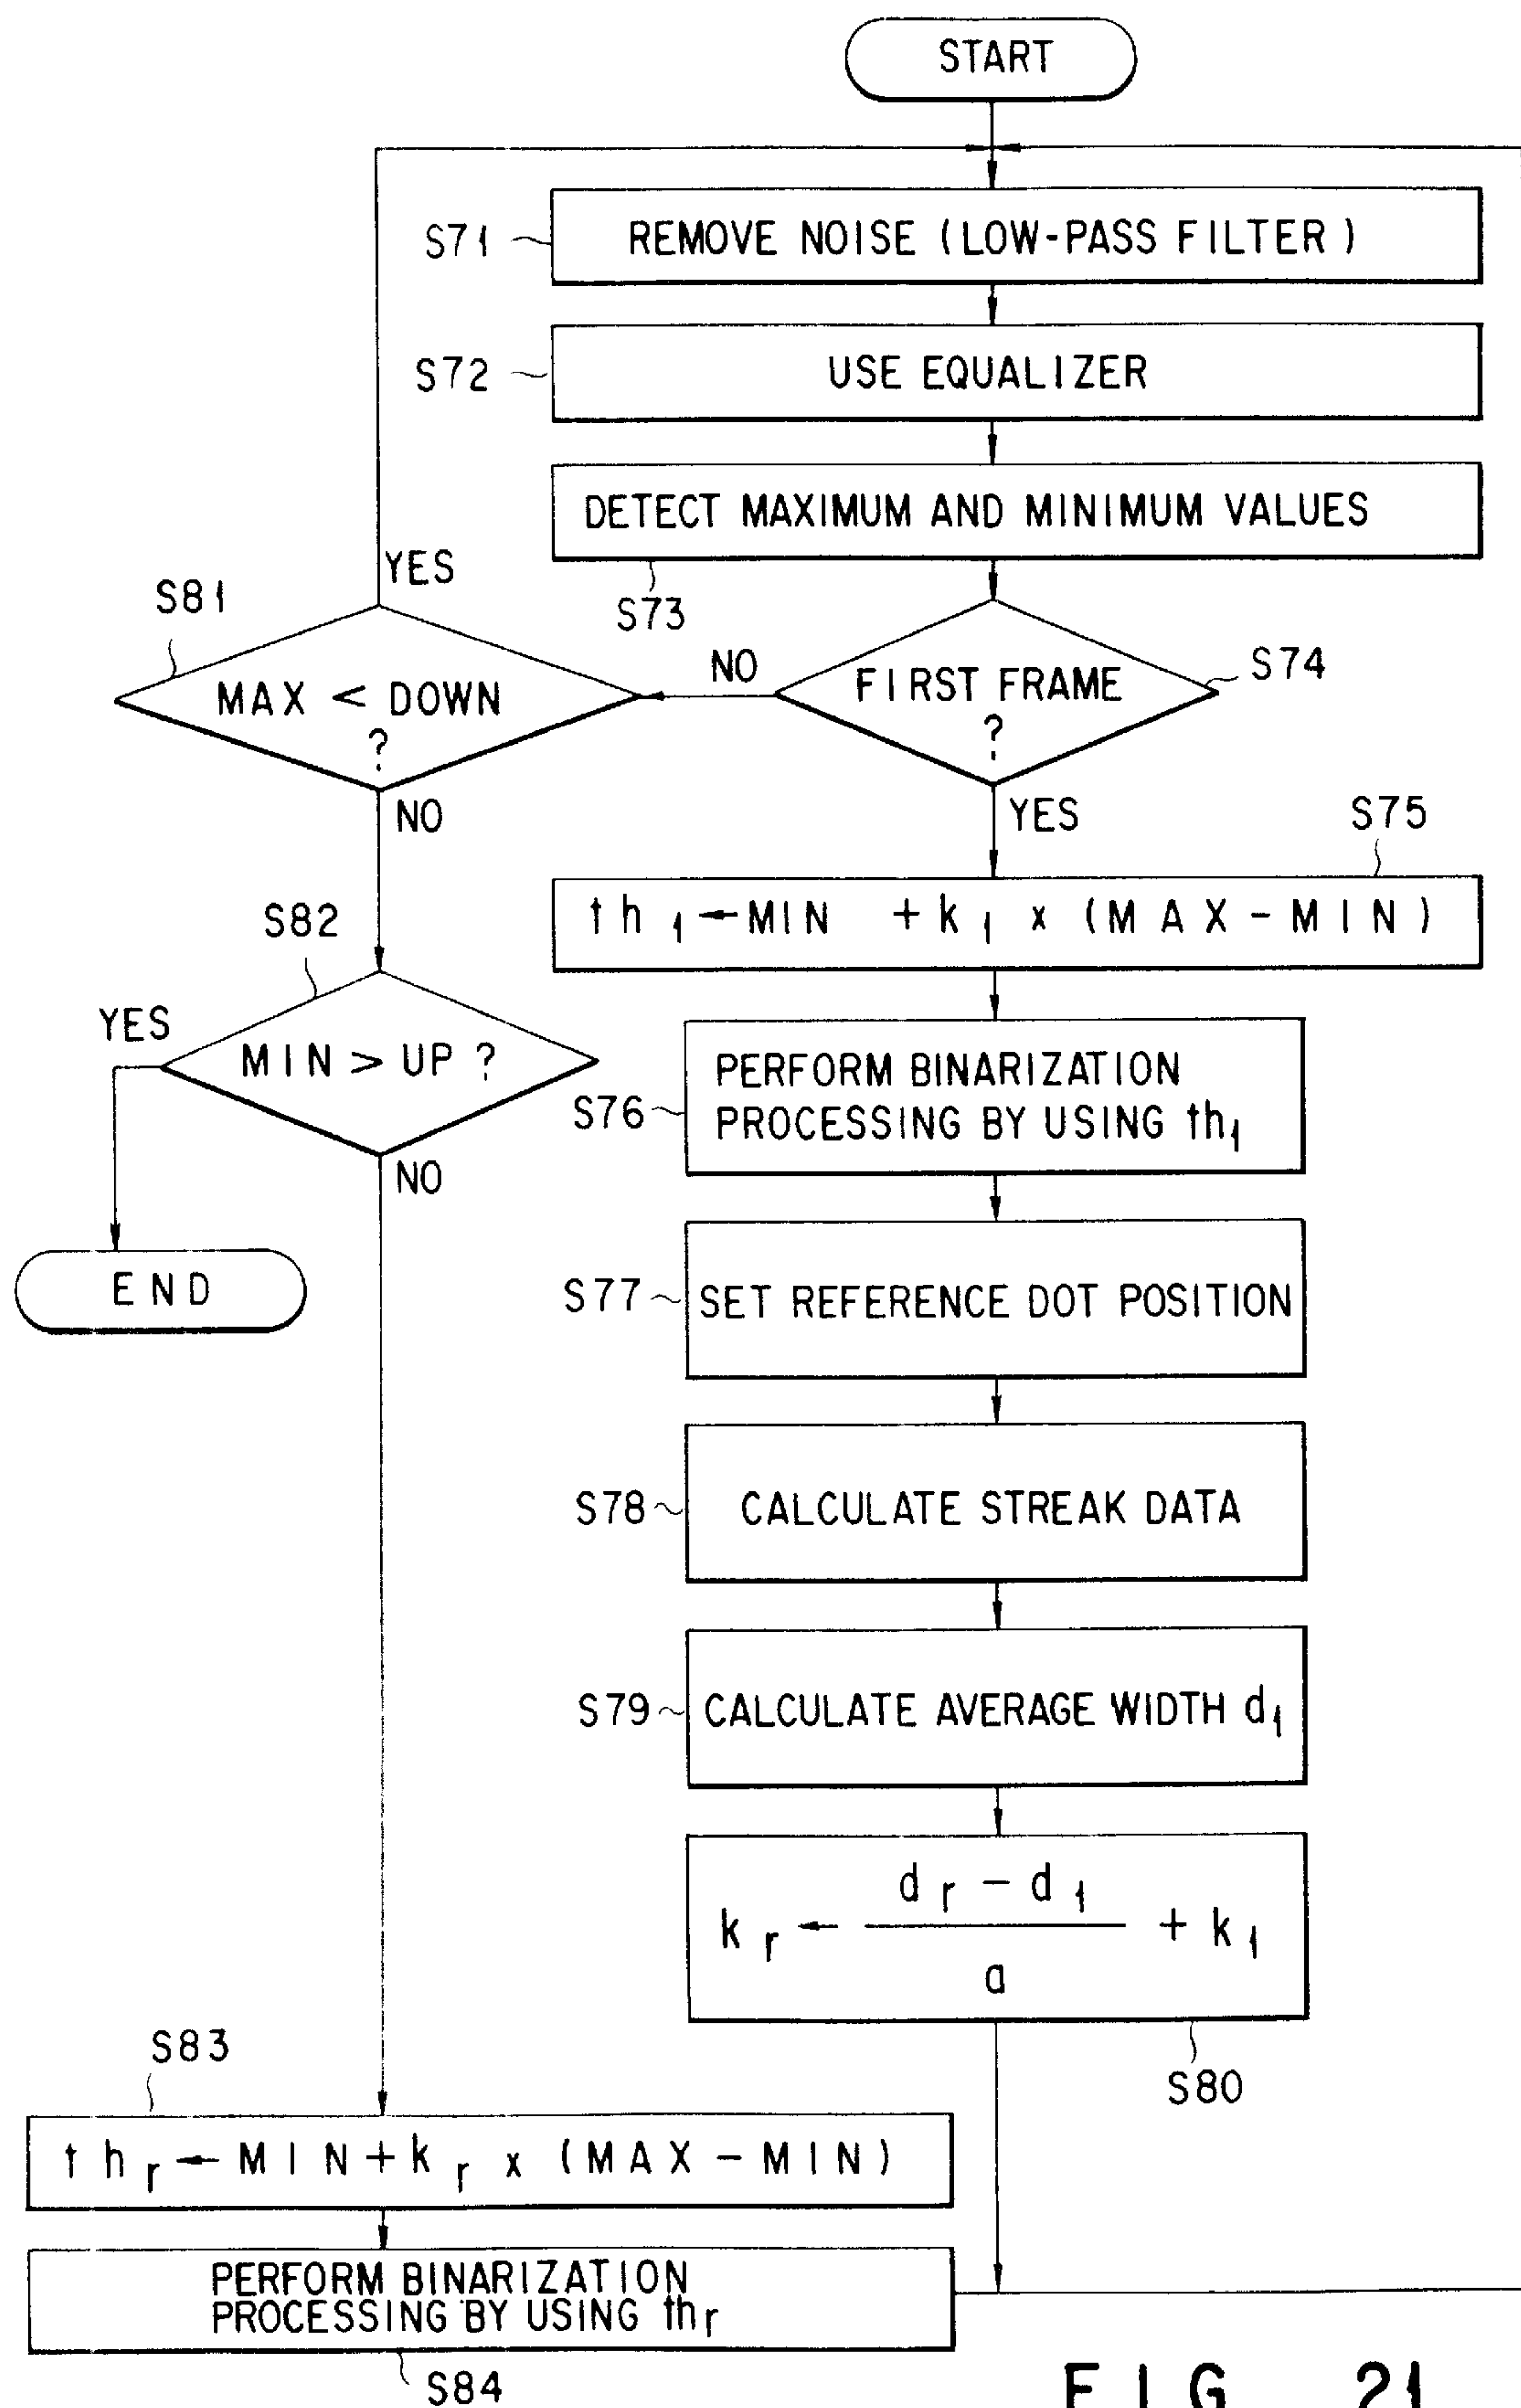 START
S71
REMOVE NOISE (LOW-PASS FILTER)
S72
USE EQUALIZER
DETECT MAXIMUM AND MINIMUM VALUES
S73
FIRST FRAME
?
S74
NO
YES
S81
MAX < DOWN
?
YES
NO
S75
th₁ ← MIN + k₁ x (MAX - MIN)
S82
MIN > UP ?
YES
NO
END
S76
PERFORM BINARIZATION
PROCESSING BY USING th₁
S77
SET REFERENCE DOT POSITION
S78
CALCULATE STREAK DATA
S79
CALCULATE AVERAGE WIDTH d₁
kᵣ ← (dᵣ - d₁) / a + k₁
S80
S83
thᵣ ← MIN + kᵣ x (MAX - MIN)
PERFORM BINARIZATION
PROCESSING BY USING thᵣ
S84
FIG. 21